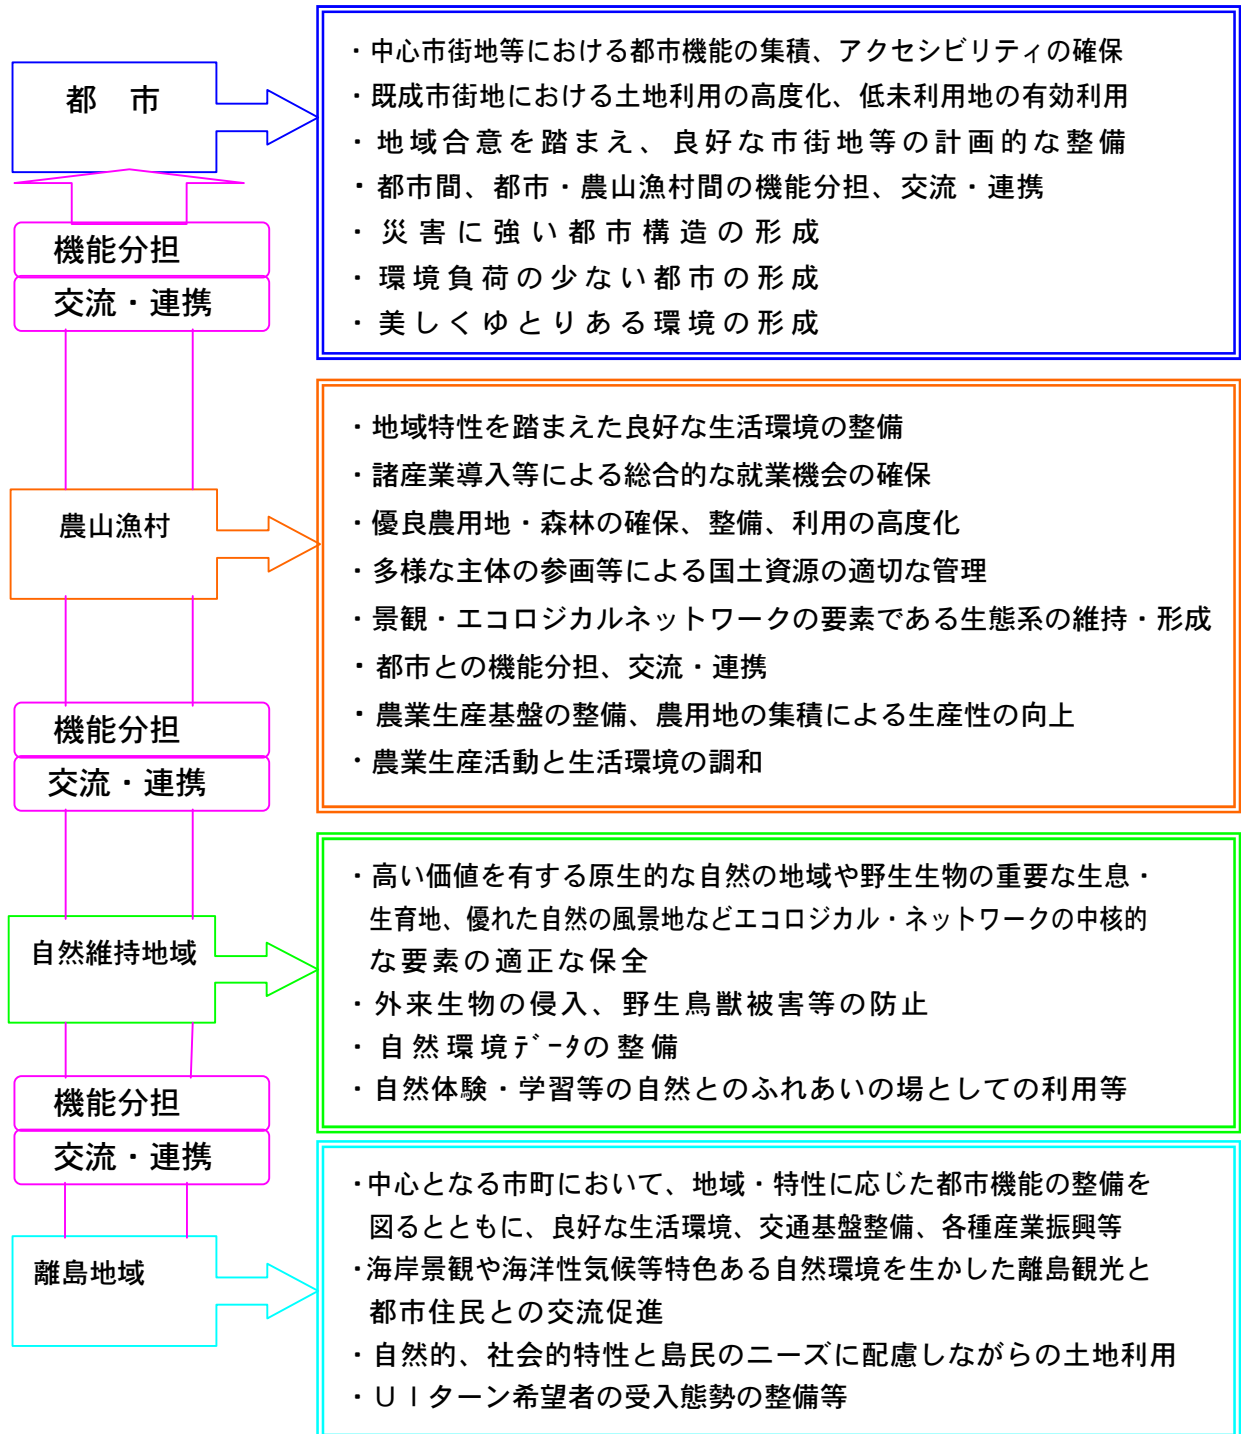 都　市
・中心市街地等における都市機能の集積、アクセシビリティの確保
・既成市街地における土地利用の高度化、低未利用地の有効利用
・地域合意を踏まえ、良好な市街地等の計画的な整備
・都市間、都市・農山漁村間の機能分担、交流・連携
・災害に強い都市構造の形成
・環境負荷の少ない都市の形成
・美しくゆとりある環境の形成
機能分担
交流・連携
農山漁村
・地域特性を踏まえた良好な生活環境の整備
・諸産業導入等による総合的な就業機会の確保
・優良農用地・森林の確保、整備、利用の高度化
・多様な主体の参画等による国土資源の適切な管理
・景観・エコロジカルネットワークの要素である生態系の維持・形成
・都市との機能分担、交流・連携
・農業生産基盤の整備、農用地の集積による生産性の向上
・農業生産活動と生活環境の調和
機能分担
交流・連携
自然維持地域
・高い価値を有する原生的な自然の地域や野生生物の重要な生息・
生育地、優れた自然の風景地などエコロジカル・ネットワークの中核的
な要素の適正な保全
・外来生物の侵入、野生鳥獣被害等の防止
・自然環境ﾃﾞｰﾀの整備
・自然体験・学習等の自然とのふれあいの場としての利用等
機能分担
交流・連携
離島地域
・中心となる市町において、地域・特性に応じた都市機能の整備を
図るとともに、良好な生活環境、交通基盤整備、各種産業振興等
・海岸景観や海洋性気候等特色ある自然環境を生かした離島観光と
都市住民との交流促進
・自然的、社会的特性と島民のニーズに配慮しながらの土地利用
・ＵＩターン希望者の受入態勢の整備等